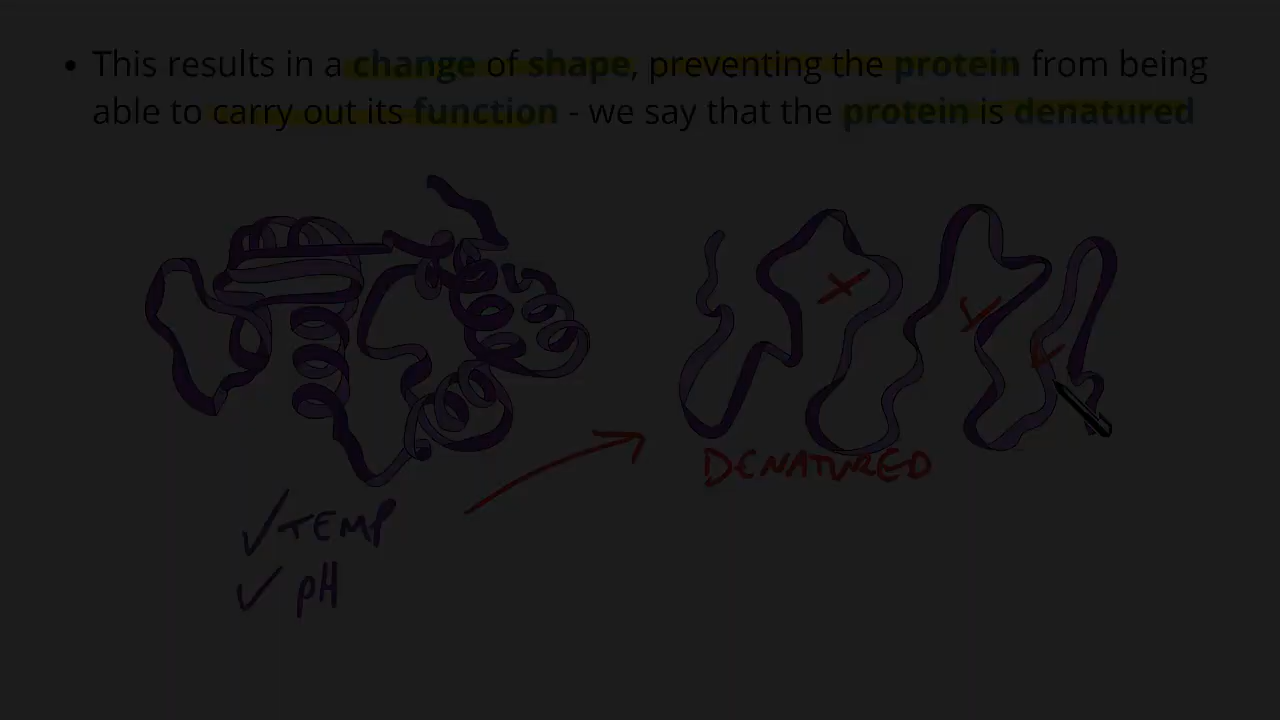 • This results in a change of shape, preventing the protein from being
able to carry out its function - we say that the protein is denatured
DENATURED
✓ TEMP
✓ pH